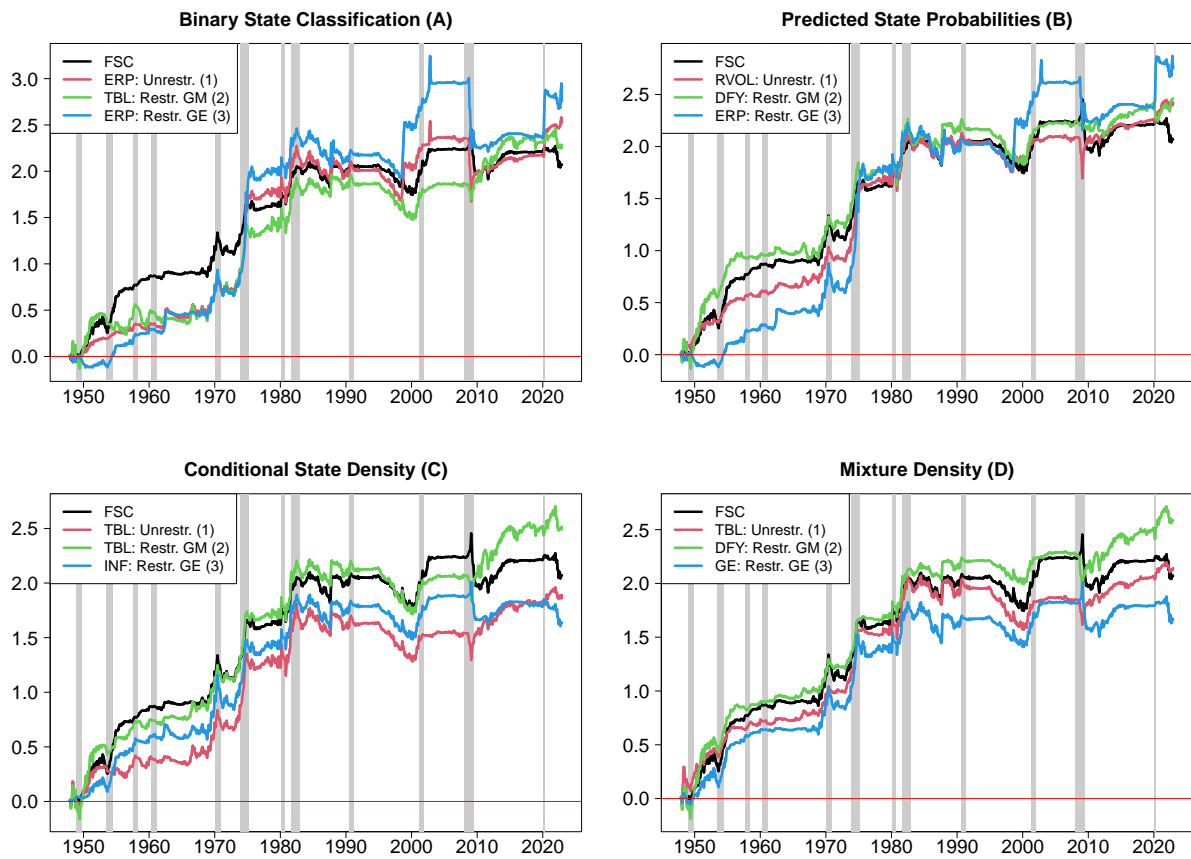 Binary State Classification (A)
FSC
ERP: Unrestr. (1)
TBL: Restr. GM (2)
ERP: Restr. GE (3)
3.0
2.5
2.0
1.5
1.0
0.5
0.0
1950 1960 1970 1980 1990 2000 2010 2020
Predicted State Probabilities (B)
FSC
RVOL: Unrestr. (1)
DFY: Restr. GM (2)
ERP: Restr. GE (3)
2.5
2.0
1.5
1.0
0.5
0.0
1950 1960 1970 1980 1990 2000 2010 2020
Conditional State Density (C)
FSC
TBL: Unrestr. (1)
TBL: Restr. GM (2)
INF: Restr. GE (3)
2.5
2.0
1.5
1.0
0.5
0.0
1950 1960 1970 1980 1990 2000 2010 2020
Mixture Density (D)
FSC
TBL: Unrestr. (1)
DFY: Restr. GM (2)
GE: Restr. GE (3)
2.5
2.0
1.5
1.0
0.5
0.0
1950 1960 1970 1980 1990 2000 2010 2020